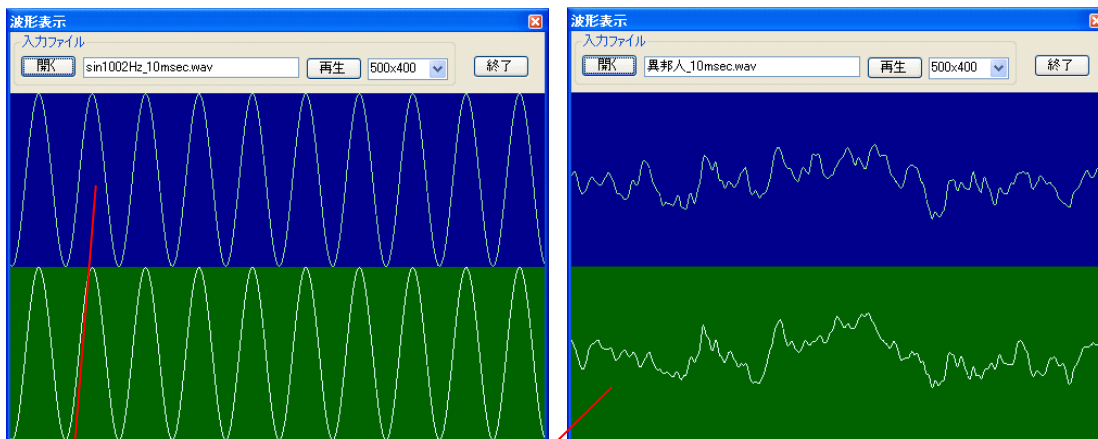 波形表示
入力ファイル
開く sin1002Hz_10msec.wav 再生 500x400 終了
波形表示
入力ファイル
開く 異邦人_10msec.wav 再生 500x400 終了